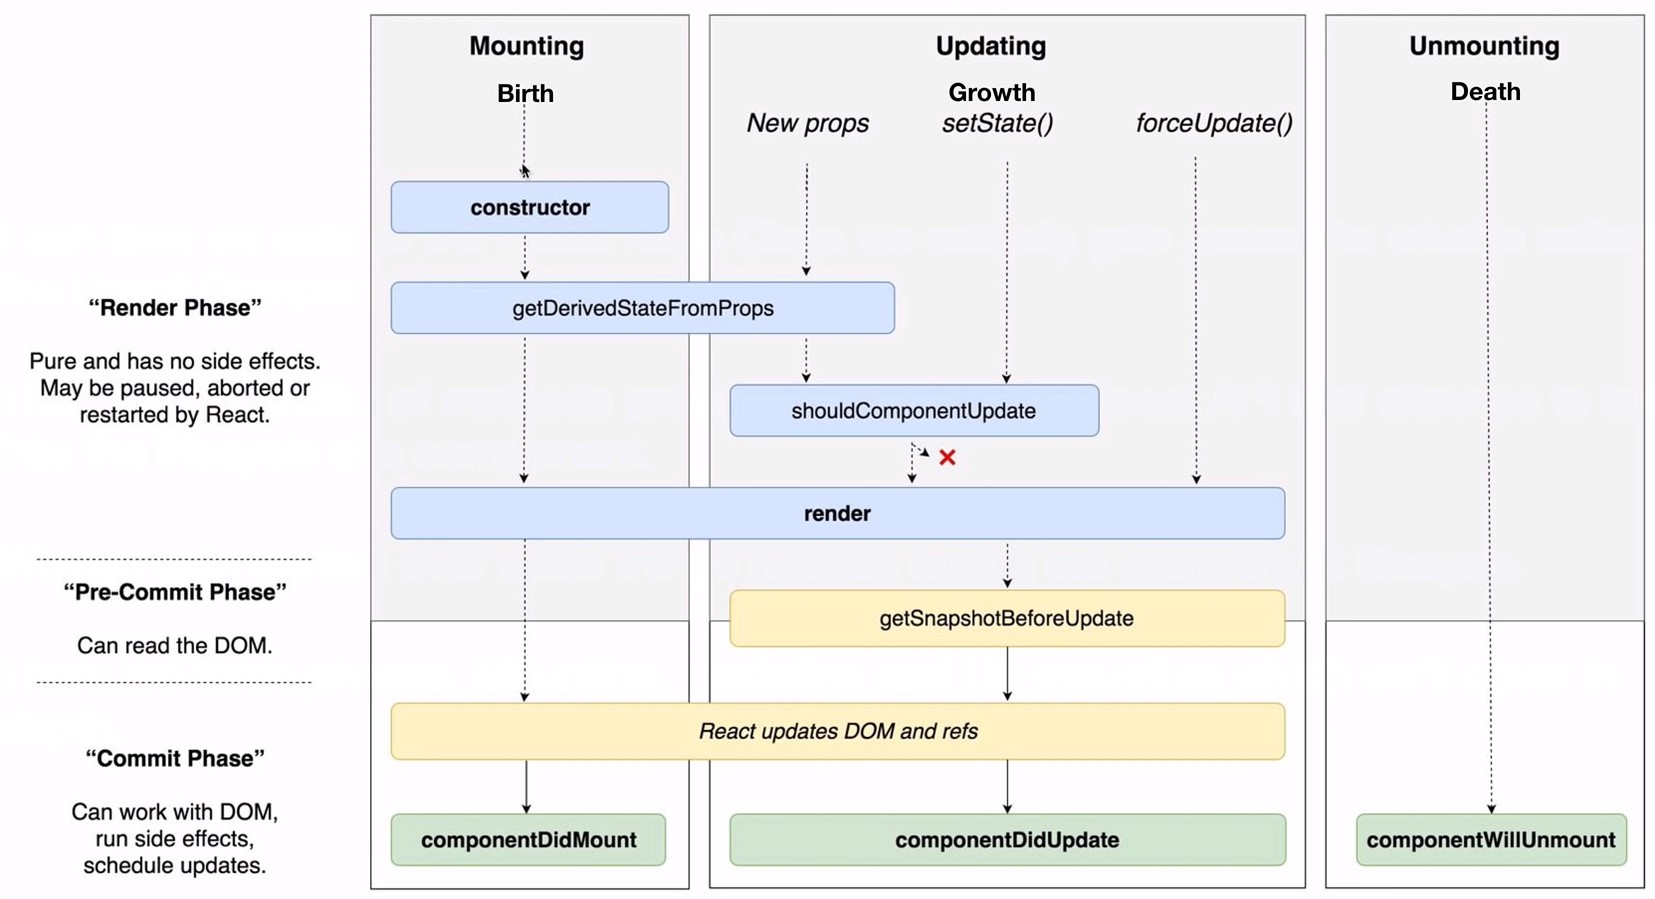 Mounting
Birth
Updating
Growth
Unmounting
Death
New props
setState()
forceUpdate()
constructor
“Render Phase”
Pure and has no side effects.
May be paused, aborted or
restarted by React.
getDerivedStateFromProps
shouldComponentUpdate
render
“Pre-Commit Phase”
Can read the DOM.
getSnapshotBeforeUpdate
React updates DOM and refs
“Commit Phase”
Can work with DOM,
run side effects,
schedule updates.
componentDidMount
componentDidUpdate
componentWillUnmount